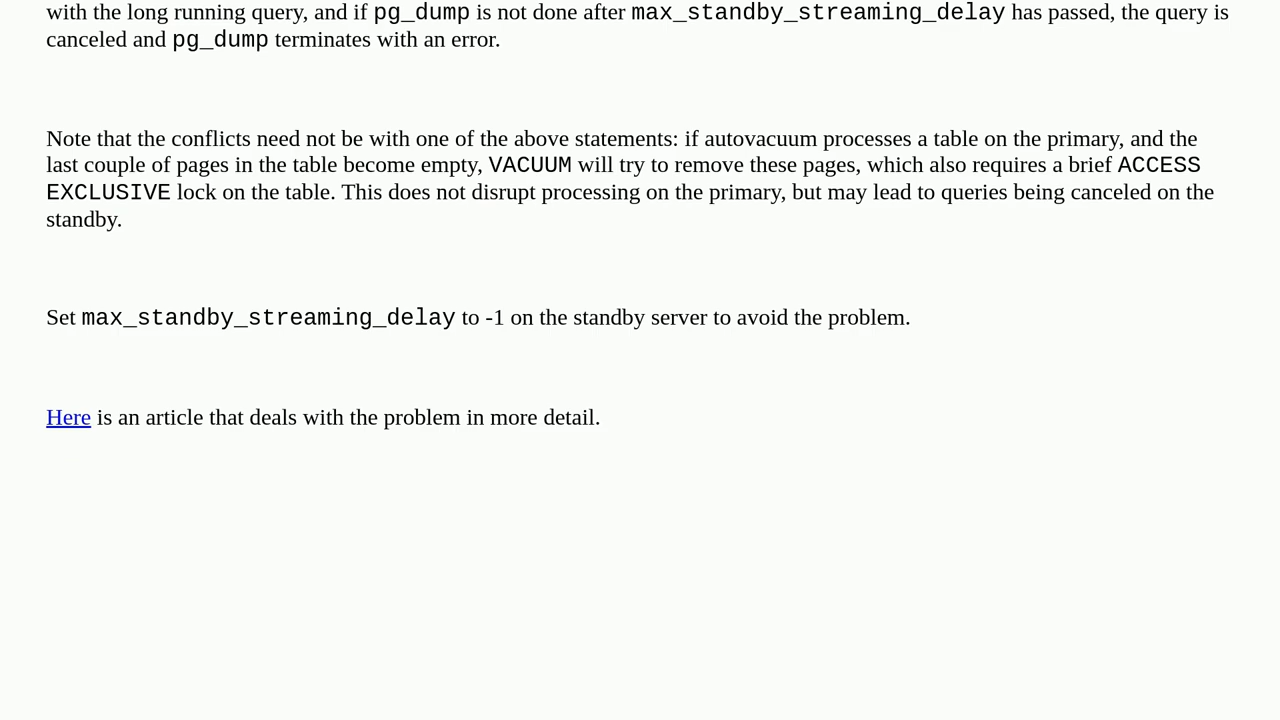 with the long running query, and if pg_dump is not done after max_standby_streaming_delay has passed, the query is
canceled and pg_dump terminates with an error.
Note that the conflicts need not be with one of the above statements: if autovacuum processes a table on the primary, and the
last couple of pages in the table become empty, VACUUM will try to remove these pages, which also requires a brief ACCESS
EXCLUSIVE lock on the table. This does not disrupt processing on the primary, but may lead to queries being canceled on the
standby.
Set max_standby_streaming_delay to -1 on the standby server to avoid the problem.
Here is an article that deals with the problem in more detail.